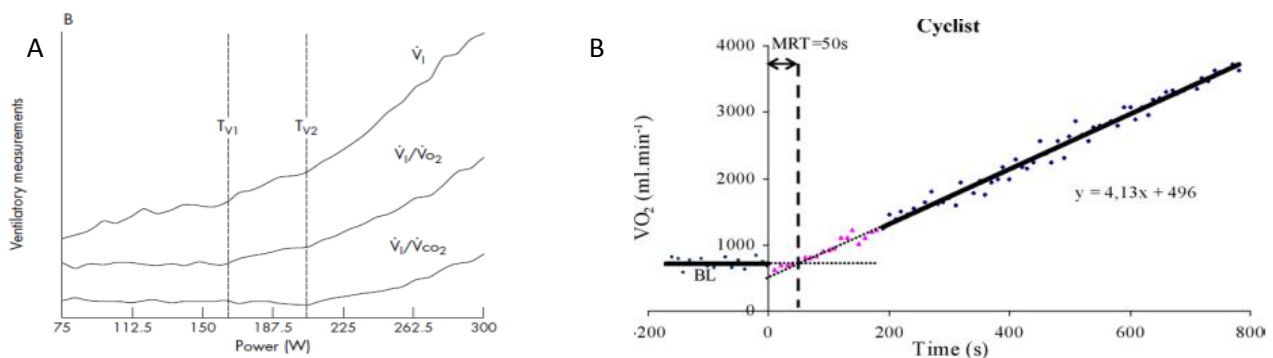 A
B
Ventilatory measurements
TV1
TV2
V̇I
V̇I/V̇O2
V̇I/V̇CO2
75
112.5
150
187.5
225
262.5
300
Power (W)
B
Cyclist
MRT=50s
VO2 (ml.min-1)
4000
3000
2000
1000
0
y = 4,13x + 496
BL
-200
0
200
400
600
800
Time (s)